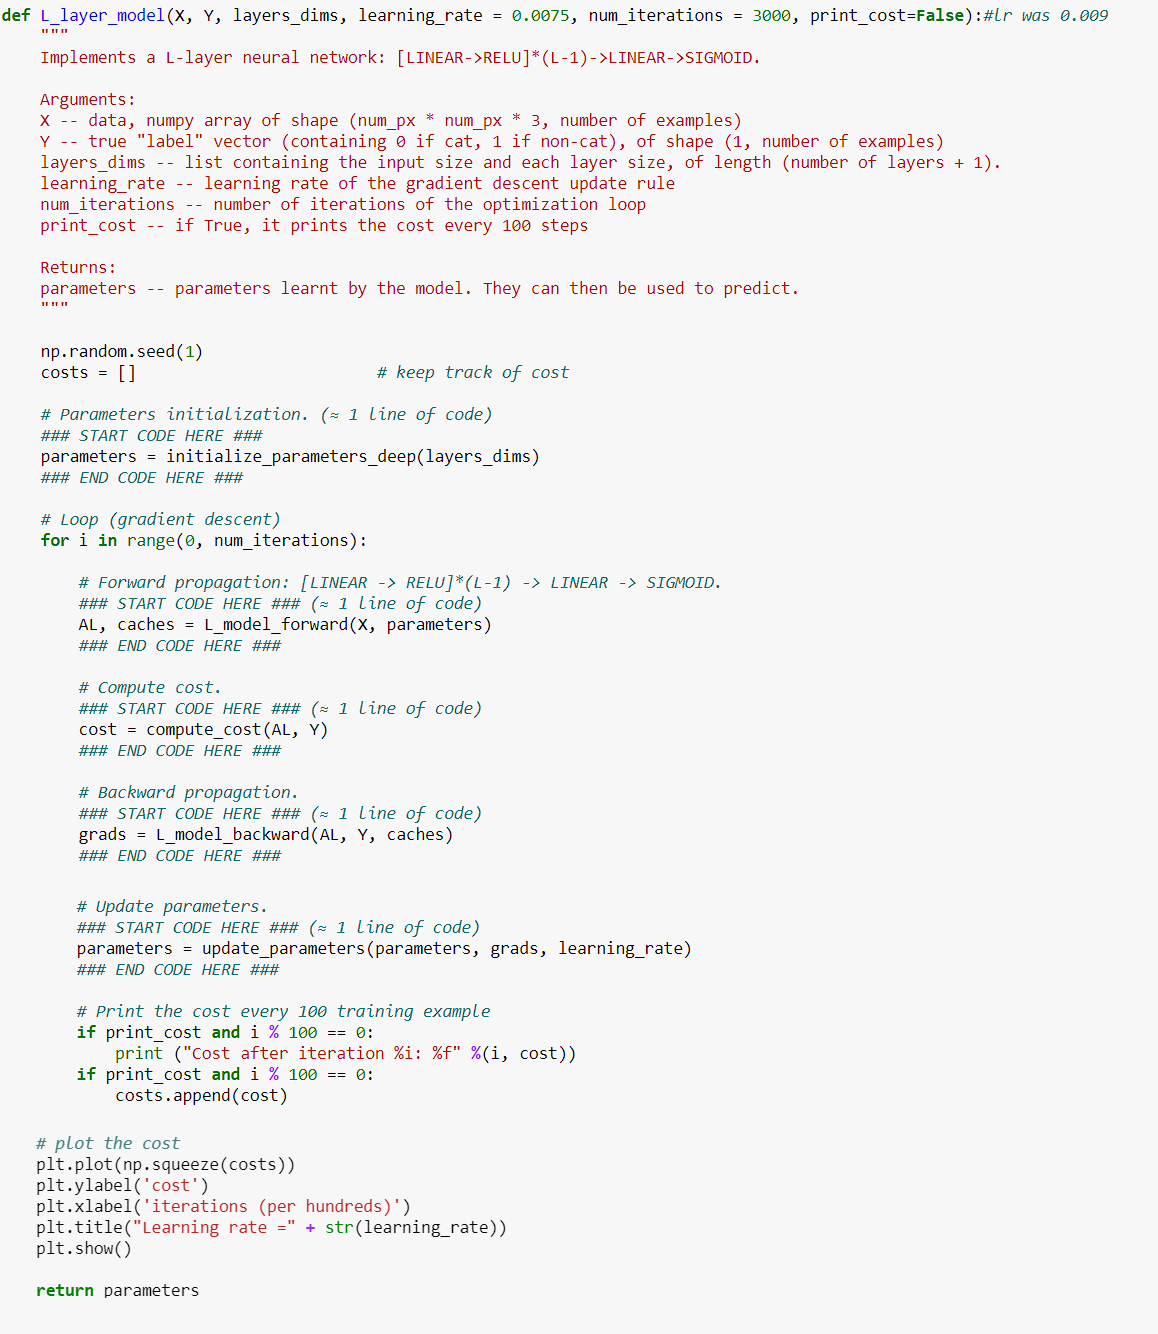 def L_layer_model(X, Y, layers_dims, learning_rate = 0.0075, num_iterations = 3000, print_cost=False):#lr was 0.009
    """
    Implements a L-layer neural network: [LINEAR->RELU]*(L-1)->LINEAR->SIGMOID.

    Arguments:
    X -- data, numpy array of shape (num_px * num_px * 3, number of examples)
    Y -- true "label" vector (containing 0 if cat, 1 if non-cat), of shape (1, number of examples)
    layers_dims -- list containing the input size and each layer size, of length (number of layers + 1).
    learning_rate -- learning rate of the gradient descent update rule
    num_iterations -- number of iterations of the optimization loop
    print_cost -- if True, it prints the cost every 100 steps

    Returns:
    parameters -- parameters learnt by the model. They can then be used to predict.
    """

    np.random.seed(1)
    costs = []                         # keep track of cost

    # Parameters initialization. (≈ 1 line of code)
    ### START CODE HERE ###
    parameters = initialize_parameters_deep(layers_dims)
    ### END CODE HERE ###

    # Loop (gradient descent)
    for i in range(0, num_iterations):

        # Forward propagation: [LINEAR -> RELU]*(L-1) -> LINEAR -> SIGMOID.
        ### START CODE HERE ### (≈ 1 line of code)
        AL, caches = L_model_forward(X, parameters)
        ### END CODE HERE ###

        # Compute cost.
        ### START CODE HERE ### (≈ 1 line of code)
        cost = compute_cost(AL, Y)
        ### END CODE HERE ###

        # Backward propagation.
        ### START CODE HERE ### (≈ 1 line of code)
        grads = L_model_backward(AL, Y, caches)
        ### END CODE HERE ###

        # Update parameters.
        ### START CODE HERE ### (≈ 1 line of code)
        parameters = update_parameters(parameters, grads, learning_rate)
        ### END CODE HERE ###

        # Print the cost every 100 training example
        if print_cost and i % 100 == 0:
            print ("Cost after iteration %i: %f" %(i, cost))
        if print_cost and i % 100 == 0:
            costs.append(cost)

    # plot the cost
    plt.plot(np.squeeze(costs))
    plt.ylabel('cost')
    plt.xlabel('iterations (per hundreds)')
    plt.title("Learning rate =" + str(learning_rate))
    plt.show()

    return parameters